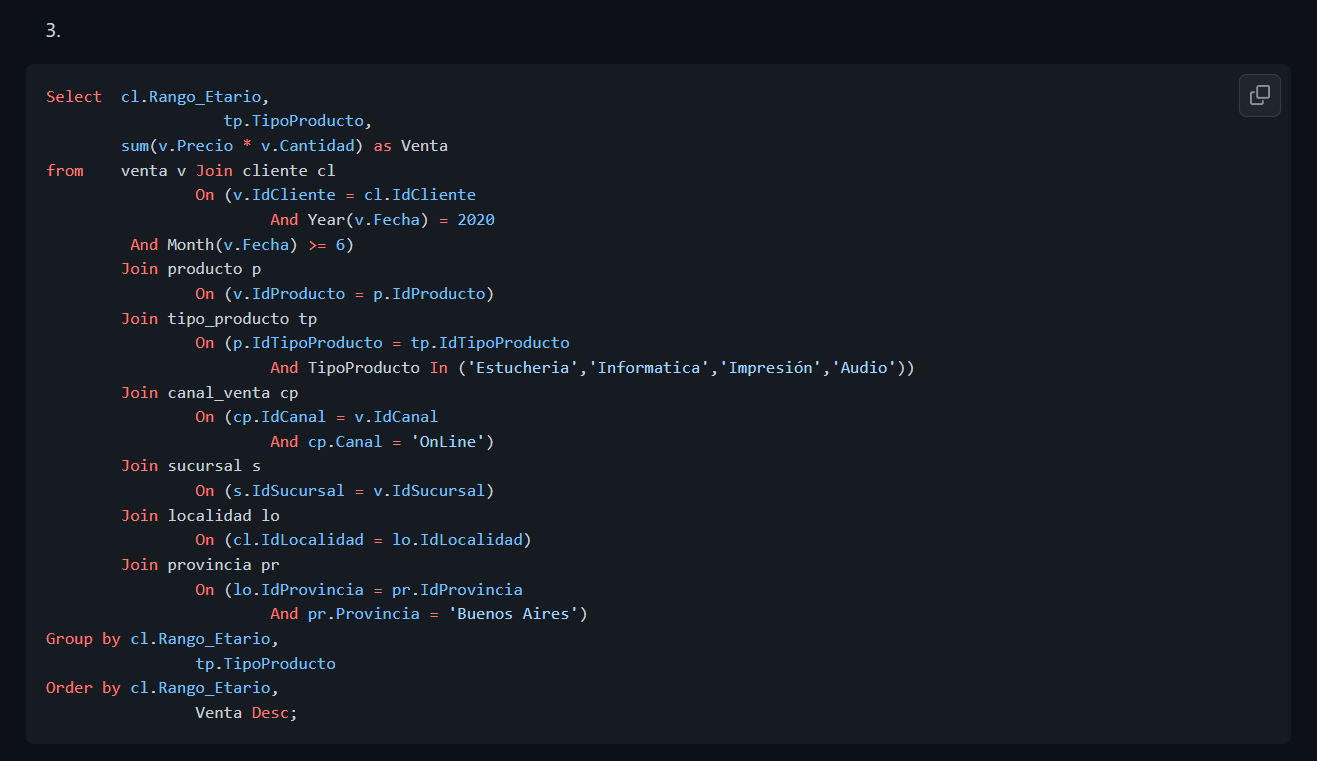 3.
Select  cl.Rango_Etario,
                   tp.TipoProducto,
        sum(v.Precio * v.Cantidad) as Venta
from    venta v Join cliente cl
                On (v.IdCliente = cl.IdCliente
                        And Year(v.Fecha) = 2020
         And Month(v.Fecha) >= 6)
        Join producto p
                On (v.IdProducto = p.IdProducto)
        Join tipo_producto tp
                On (p.IdTipoProducto = tp.IdTipoProducto
                        And TipoProducto In ('Estucheria','Informatica','Impresión','Audio'))
        Join canal_venta cp
                On (cp.IdCanal = v.IdCanal
                        And cp.Canal = 'OnLine')
        Join sucursal s
                On (s.IdSucursal = v.IdSucursal)
        Join localidad lo
                On (cl.IdLocalidad = lo.IdLocalidad)
        Join provincia pr
                On (lo.IdProvincia = pr.IdProvincia
                        And pr.Provincia = 'Buenos Aires')
Group by cl.Rango_Etario,
                tp.TipoProducto
Order by cl.Rango_Etario,
                Venta Desc;